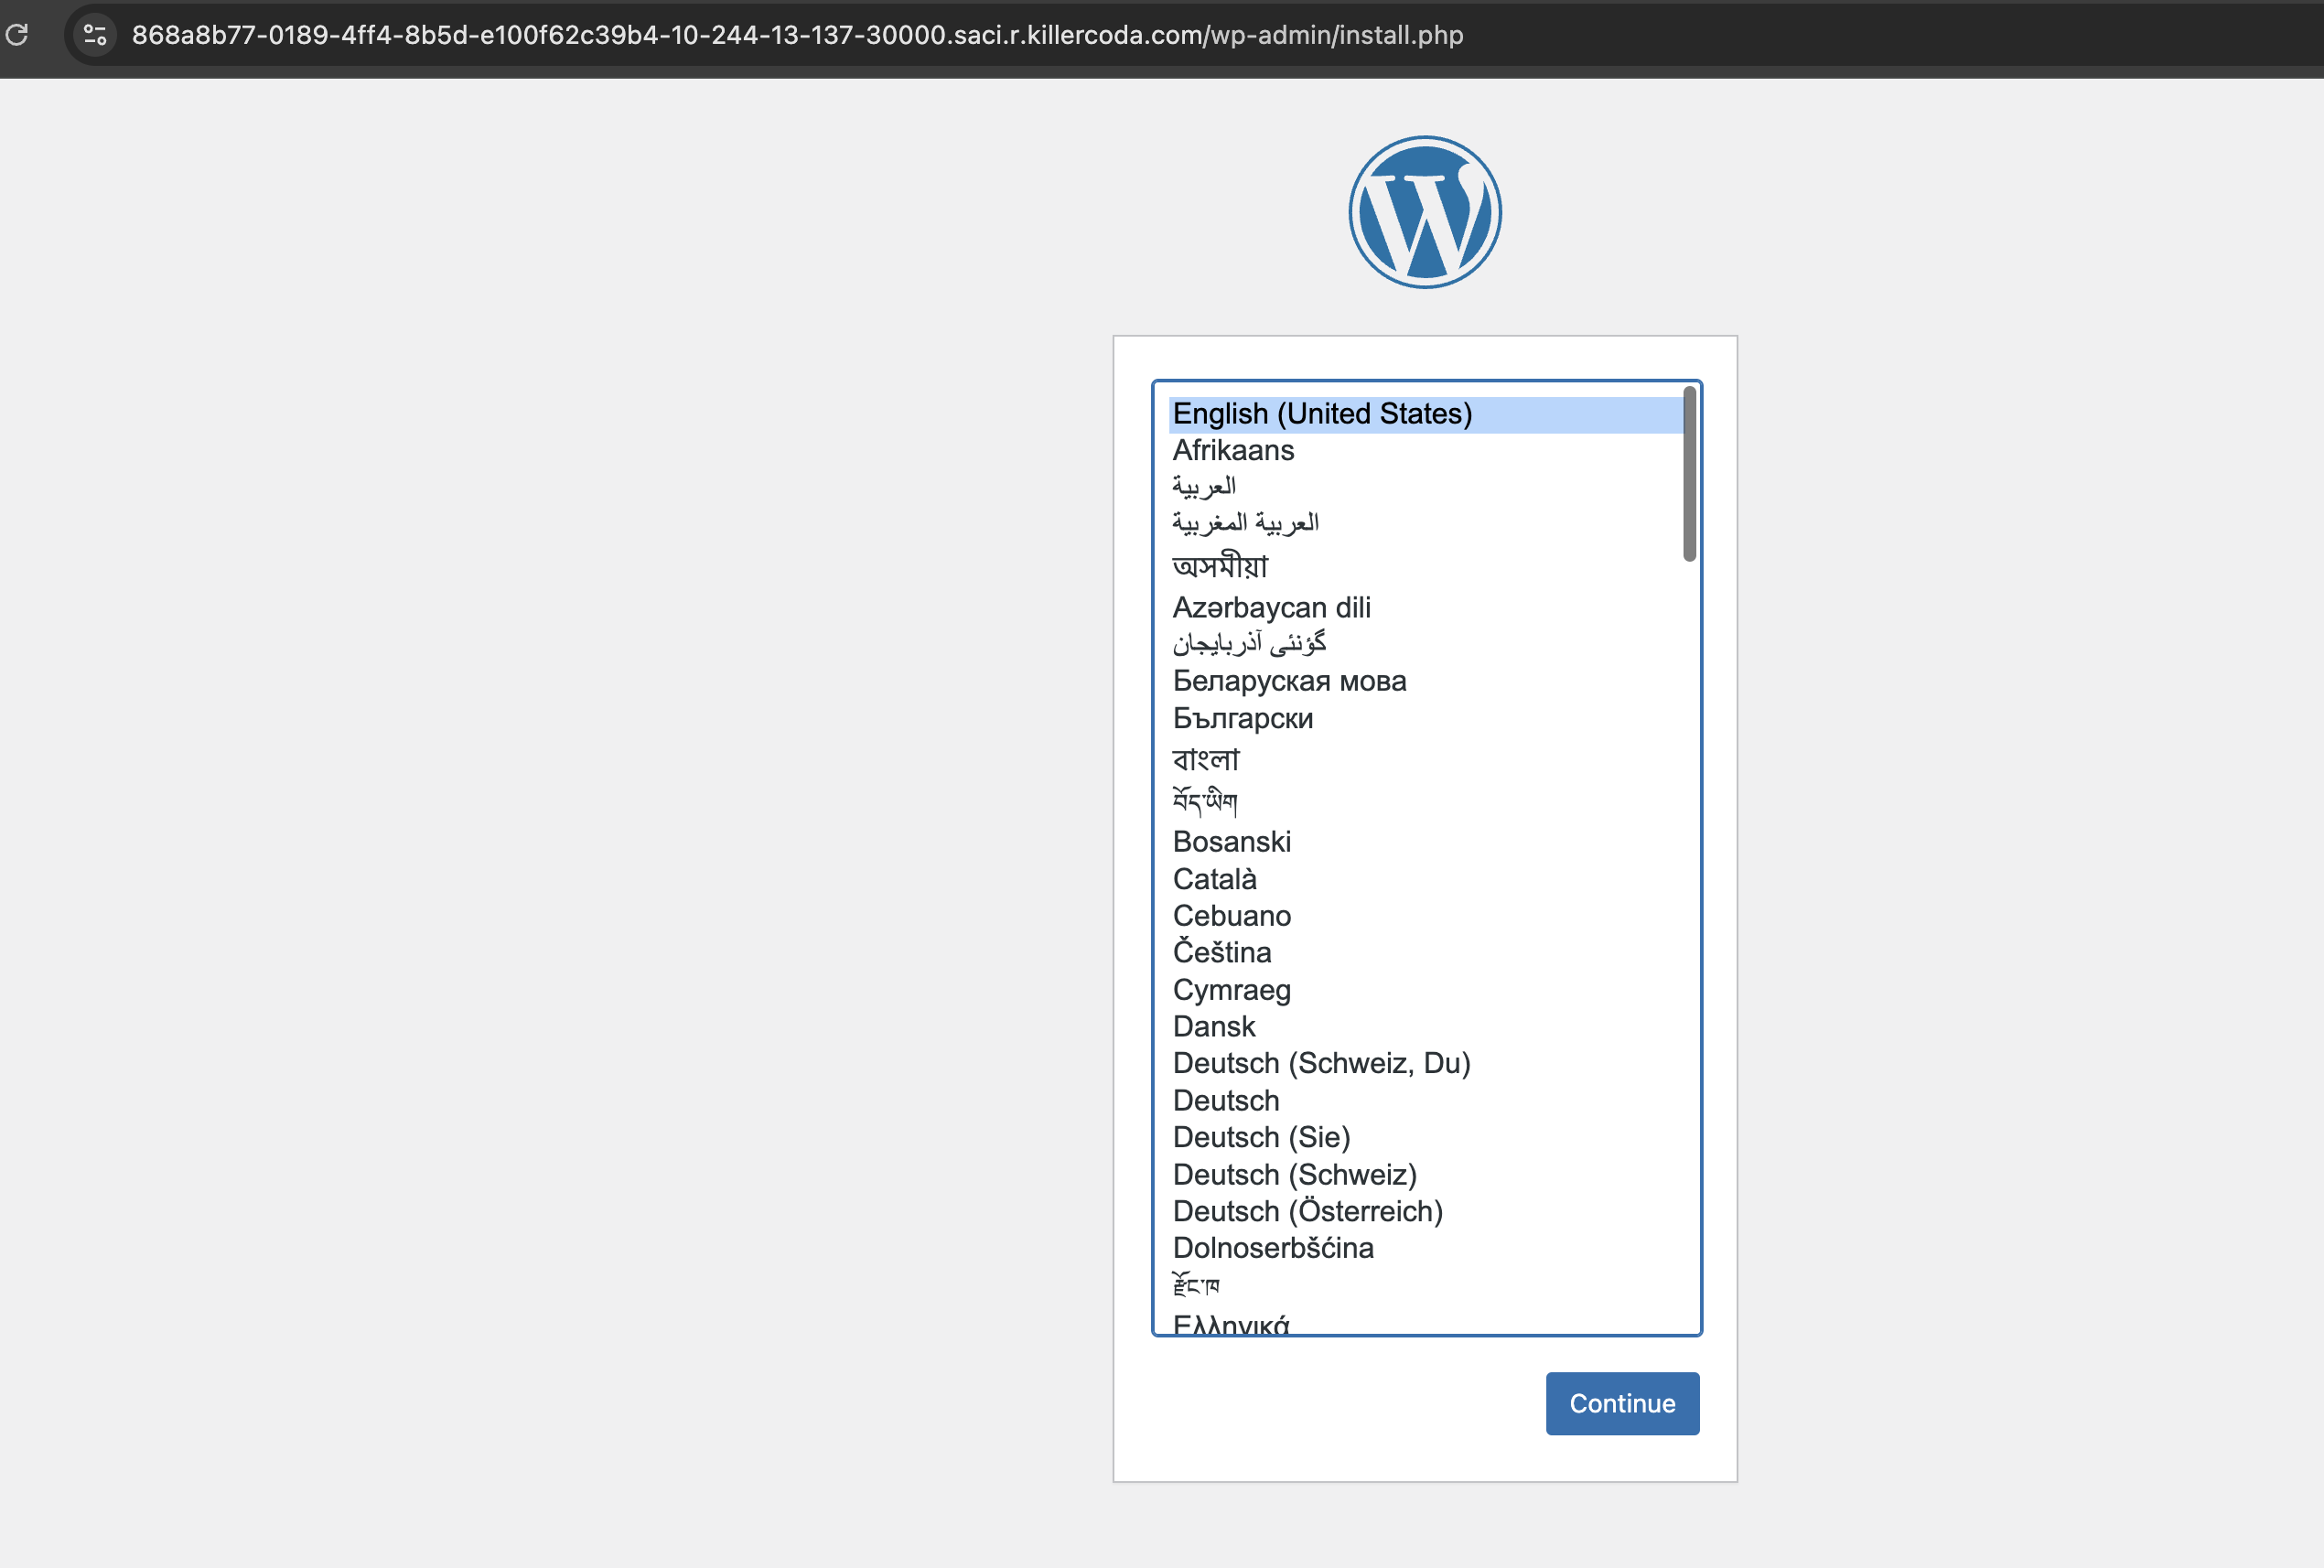 868a8b77-0189-4ff4-8b5d-e100f62c39b4-10-244-13-137-30000.saci.r.killercoda.com/wp-admin/install.php
English (United States)
Afrikaans
العربية
العربية المغربية
অসমীয়া
Azərbaycan dili
گؤنئی آذربایجان
Беларуская мова
Български
বাংলা
བོད་ཡིག
Bosanski
Català
Cebuano
Čeština
Cymraeg
Dansk
Deutsch (Schweiz, Du)
Deutsch
Deutsch (Sie)
Deutsch (Schweiz)
Deutsch (Österreich)
Dolnoserbšćina
རྫོང་ཁ
Ελληνικά
Continue